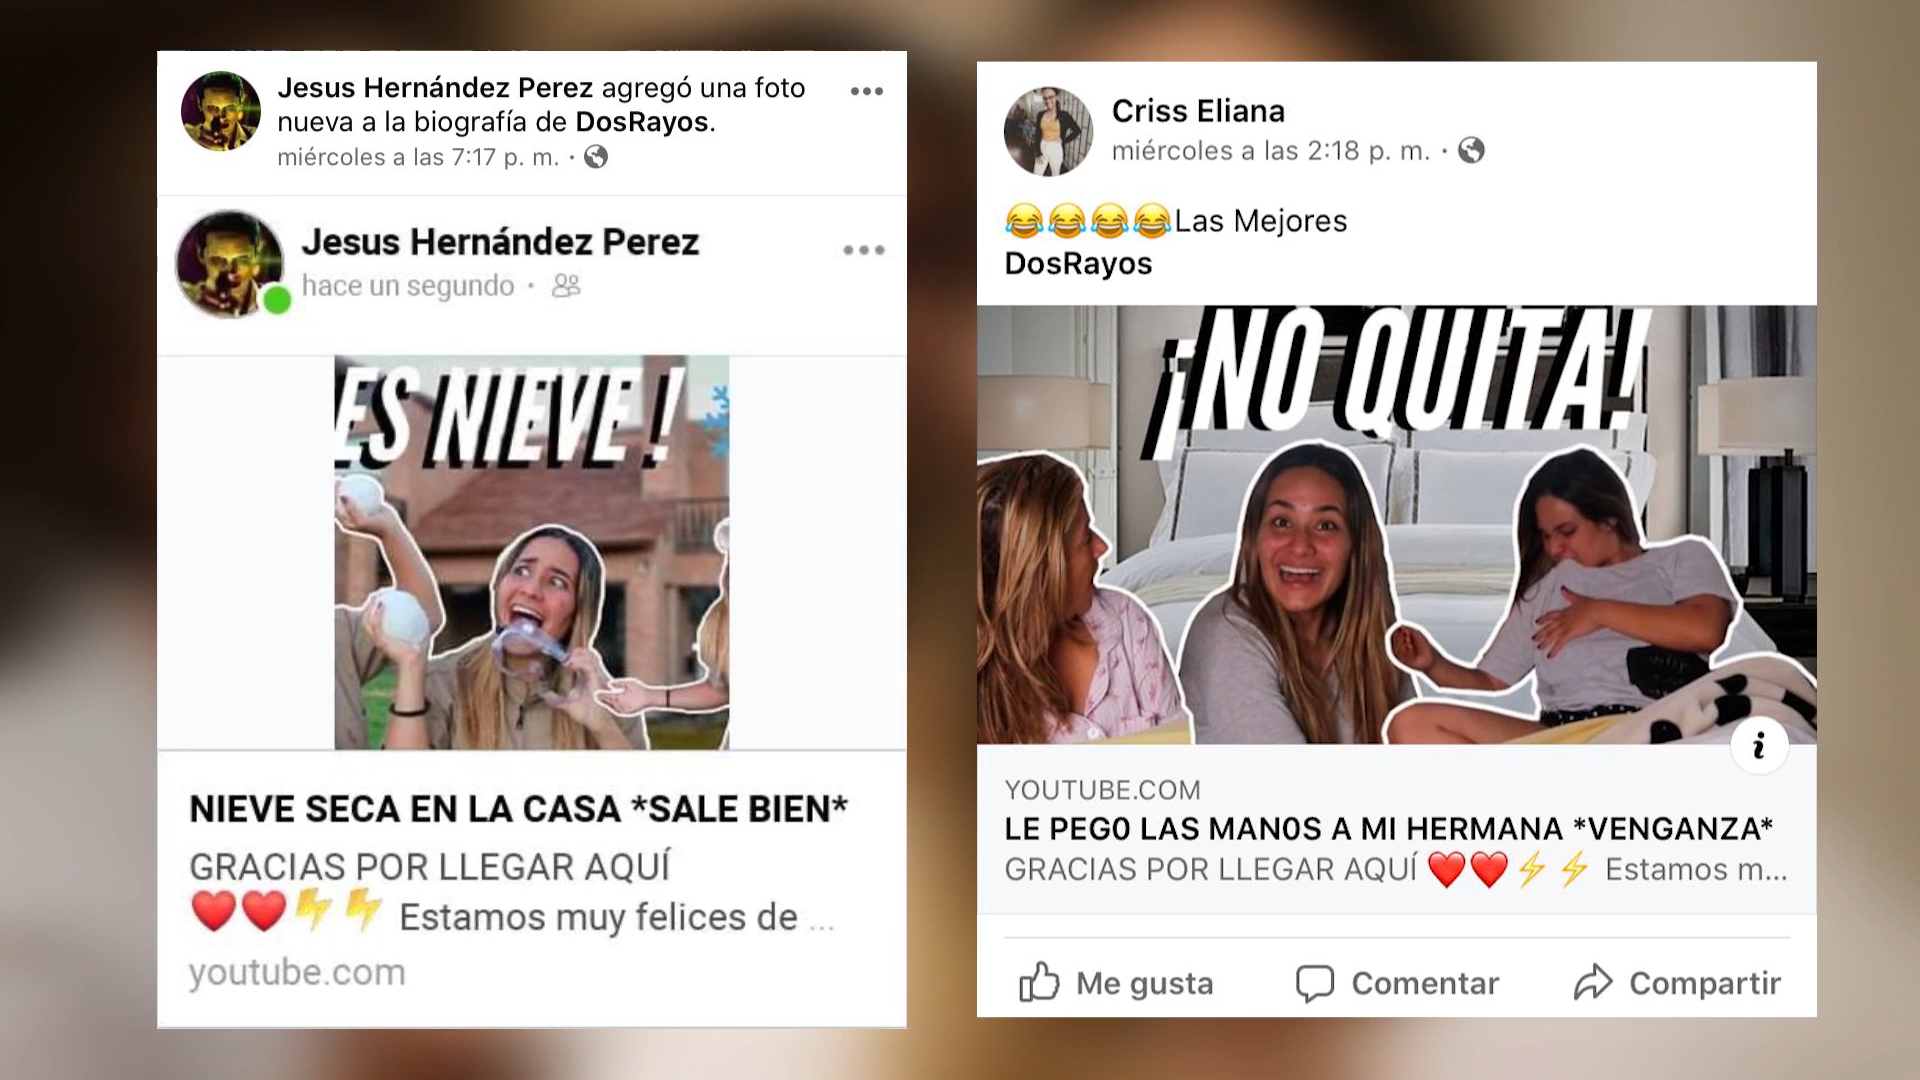 Jesus Hernández Perez agregó una foto
nueva a la biografía de DosRayos.
miércoles a las 7:17 p. m. ·
Jesus Hernández Perez
hace un segundo ·
ES NIEVE !
NIEVE SECA EN LA CASA *SALE BIEN*
GRACIAS POR LLEGAR AQUÍ
❤️❤️⚡⚡ Estamos muy felices de ...
youtube.com
Criss Eliana
miércoles a las 2:18 p. m. ·
😂😂😂😂Las Mejores
DosRayos
¡NO QUITA!
YOUTUBE.COM
LE PEG0 LAS MAN0S A MI HERMANA *VENGANZA*
GRACIAS POR LLEGAR AQUÍ ❤️❤️⚡⚡ Estamos m...
Me gusta
Comentar
Compartir